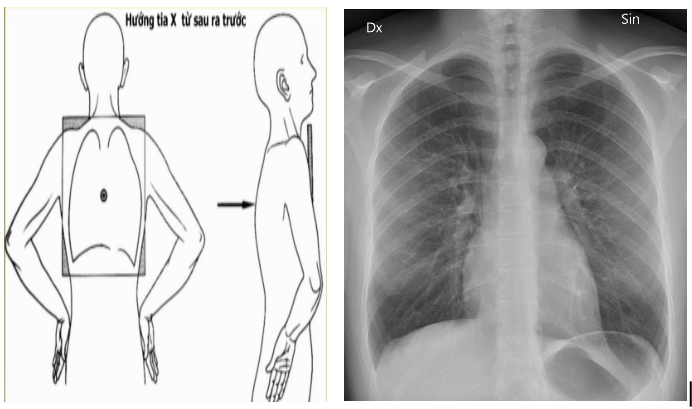 Hướng tia X từ sau ra trước
Dx
Sin